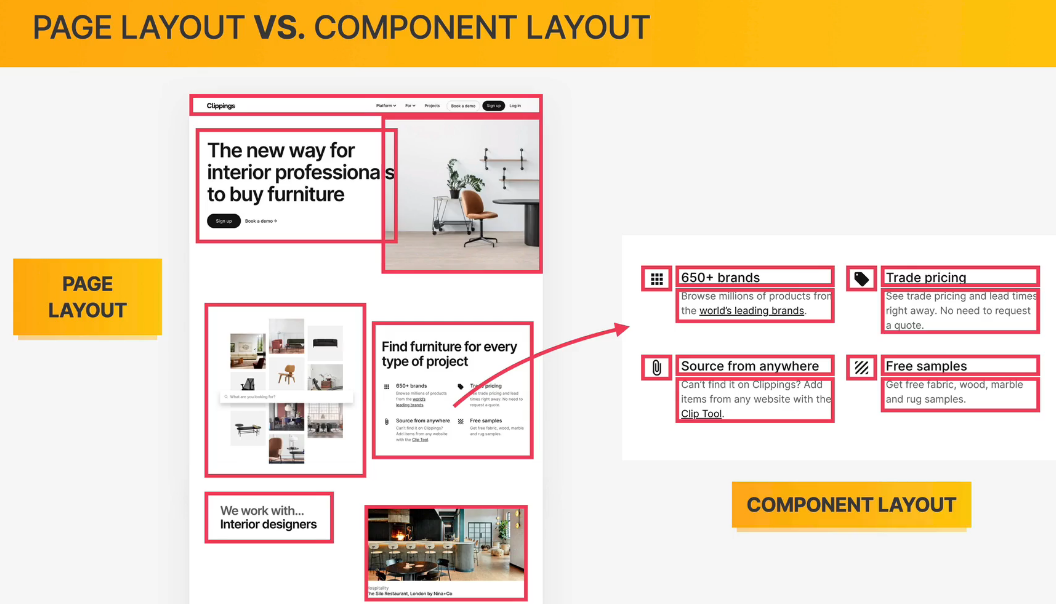 PAGE LAYOUT VS. COMPONENT LAYOUT
Clippings
Platform
For
Projects
Book a demo
Sign up
Log in
The new way for
interior professionals
to buy furniture
Sign up
Book a demo
PAGE
LAYOUT
What are you looking for?
Find furniture for every
type of project
650+ brands
Browse millions of products
from the world's
leading brands.
Trade pricing
See trade pricing and lead
times right away. No need to
request a quote.
Source from anywhere
Can't find it on Clippings?
Add items from any website
with the Clip Tool.
Free samples
Get free fabric, wood, marble
and rug samples.
We work with...
Interior designers
Hospitality
The Silo Restaurant, London by Nina+Co
650+ brands
Browse millions of products from
the world's leading brands.
Trade pricing
See trade pricing and lead times
right away. No need to request
a quote.
Source from anywhere
Can't find it on Clippings? Add
items from any website with the
Clip Tool.
Free samples
Get free fabric, wood, marble
and rug samples.
COMPONENT LAYOUT